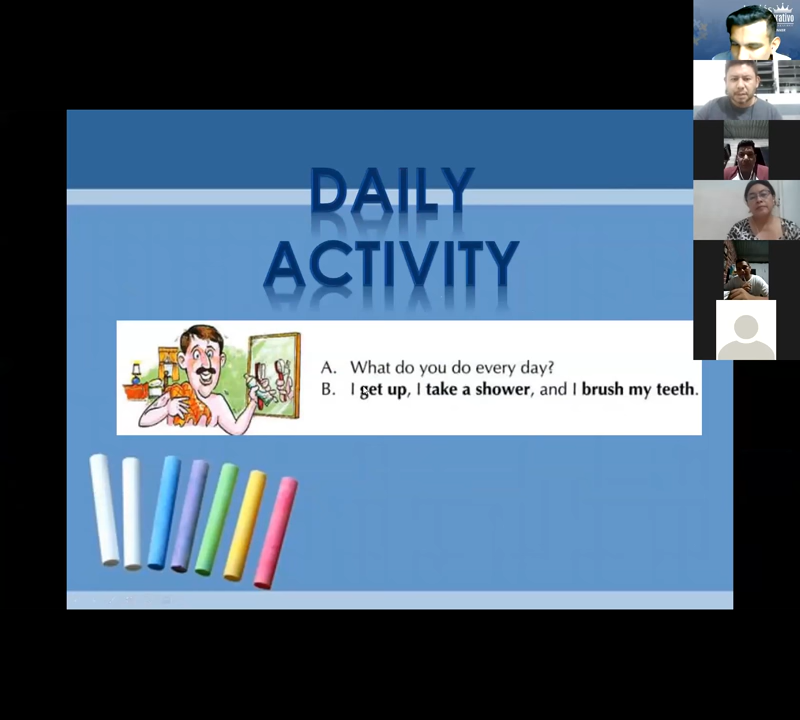 DAILY
ACTIVITY
A. What do you do every day?
B. I get up, I take a shower, and I brush my teeth.